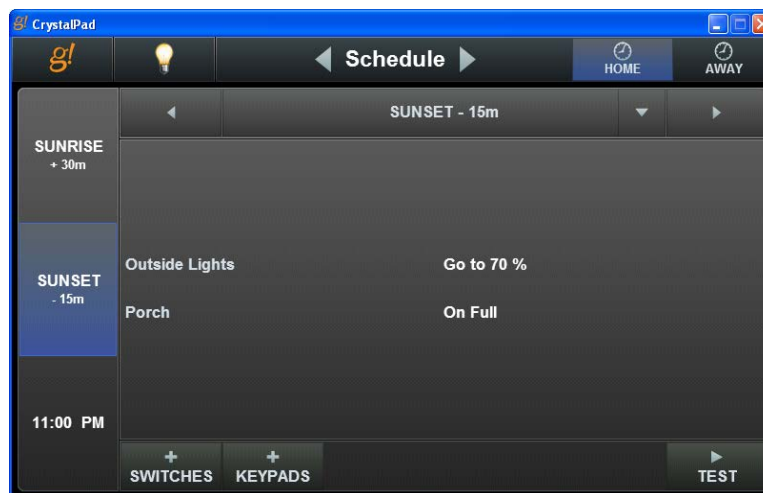 g! CrystalPad
g!
Schedule
HOME
AWAY
SUNSET - 15m
SUNRISE
+ 30m
SUNSET
- 15m
11:00 PM
Outside Lights Go to 70 %
Porch On Full
+
SWITCHES
+
KEYPADS
TEST